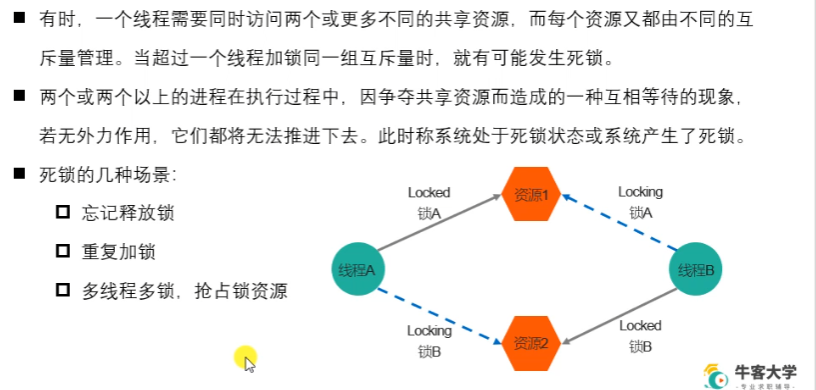 有时，一个线程需要同时访问两个或更多不同的共享资源，而每个资源又都由不同的互
斥量管理。当超过一个线程加锁同一组互斥量时，就有可能发生死锁。
两个或两个以上的进程在执行过程中，因争夺共享资源而造成的一种互相等待的现象，
若无外力作用，它们都将无法推进下去。此时称系统处于死锁状态或系统产生了死锁。
死锁的几种场景：
忘记释放锁
重复加锁
多线程多锁，抢占锁资源
Locked
锁A
资源1
Locking
锁A
线程A
线程B
Locking
锁B
资源2
Locked
锁B
牛客大学
-专业求职辅导-